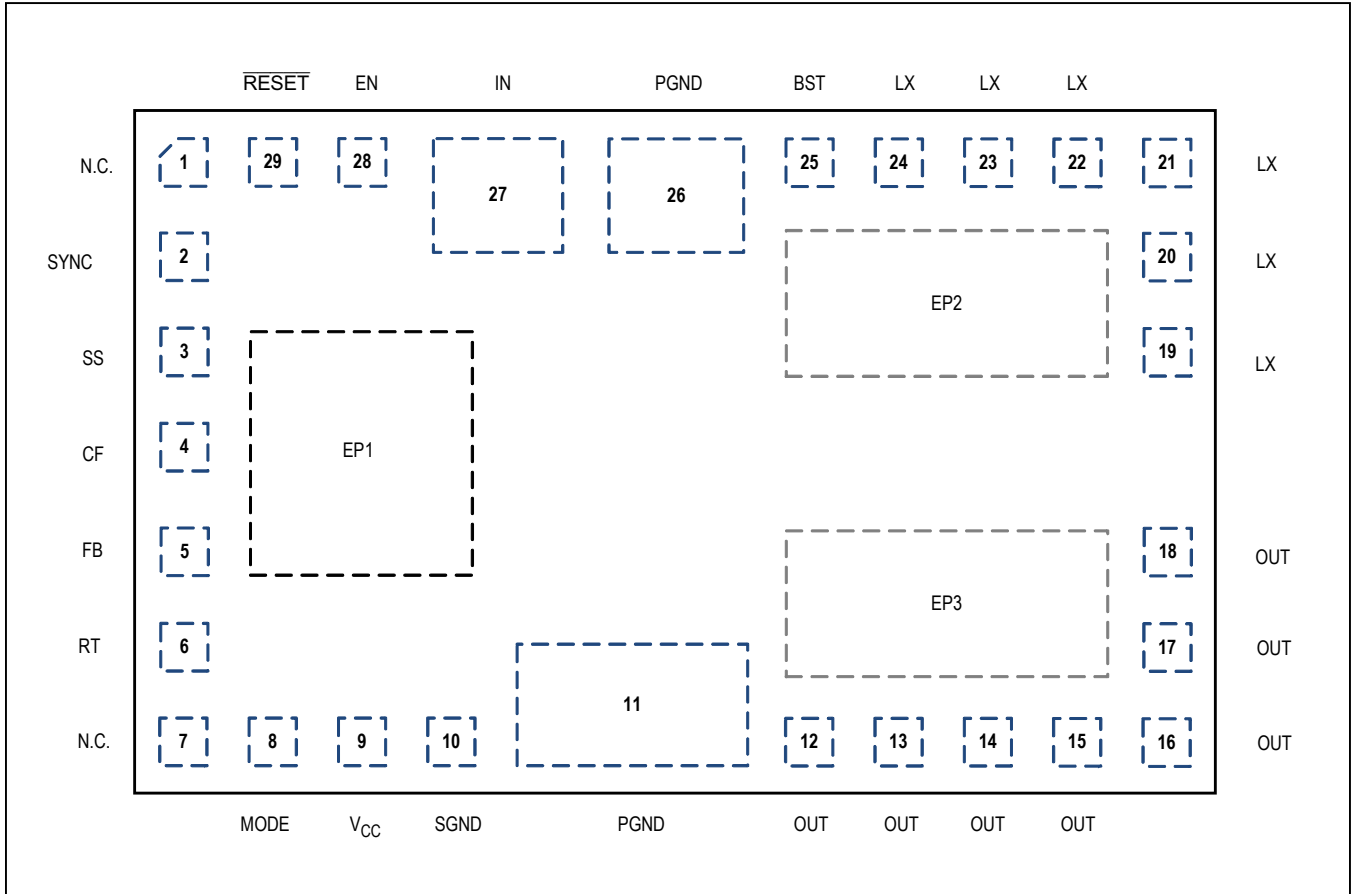 RESET EN IN PGND BST LX LX LX
N.C. 1 29 28 27 26 25 24 23 22 21 LX
SYNC 2 20 LX
EP2
SS 3 19 LX
CF 4 EP1
FB 5 18 OUT
EP3
RT 6 17 OUT
11
N.C. 7 8 9 10 12 13 14 15 16 OUT
MODE VCC SGND PGND OUT OUT OUT OUT